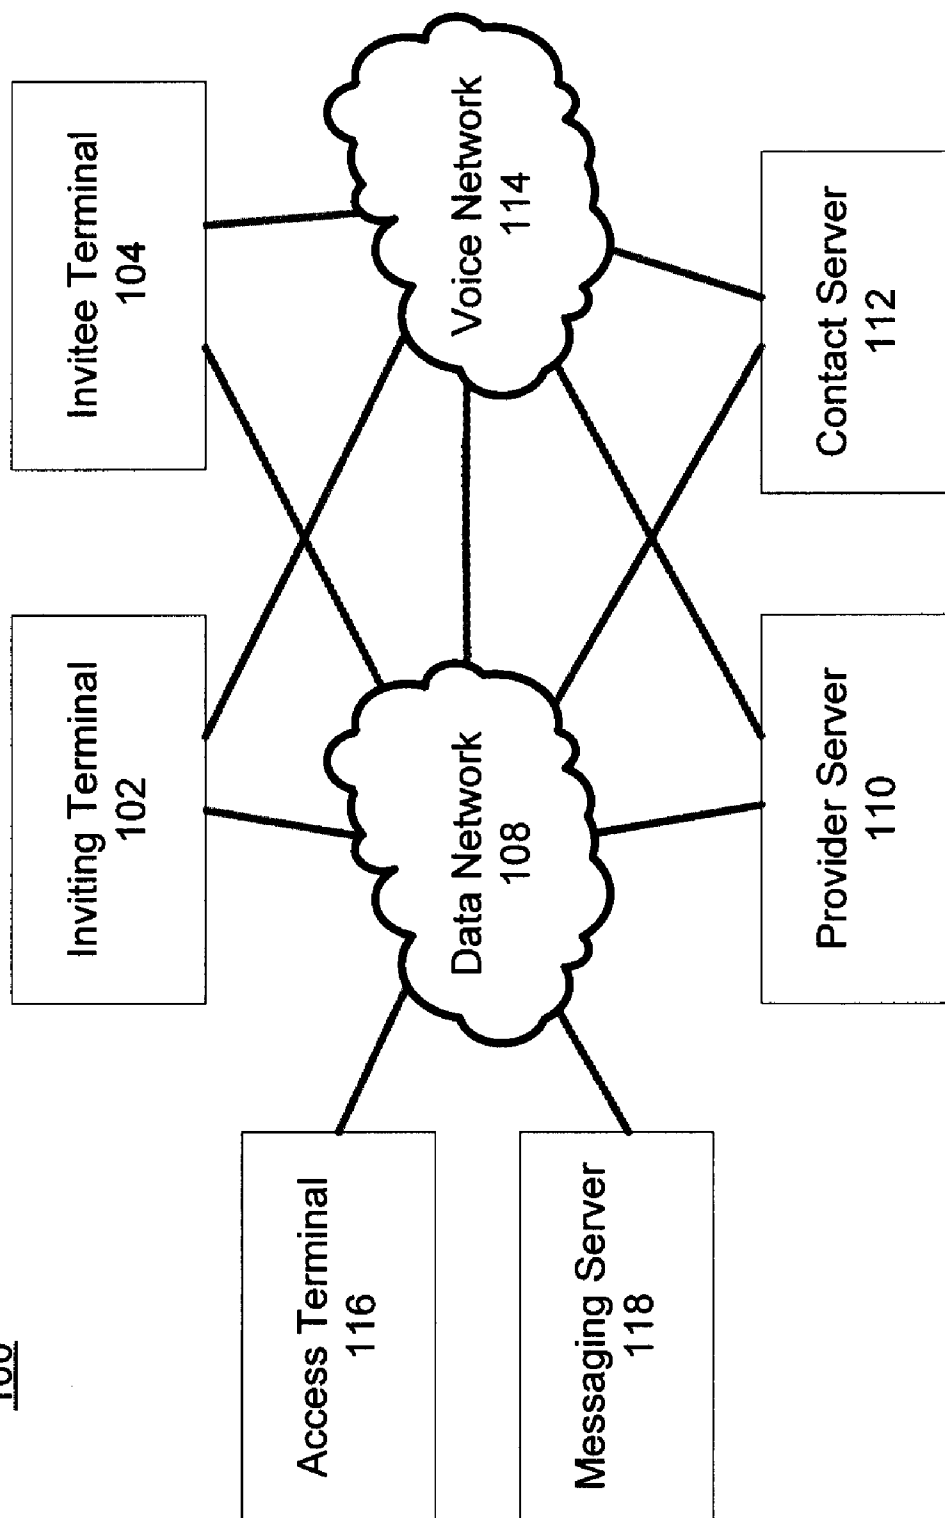 100
Inviting Terminal
102
Invitee Terminal
104
Access Terminal
116
Data Network
108
Voice Network
114
Messaging Server
118
Provider Server
110
Contact Server
112